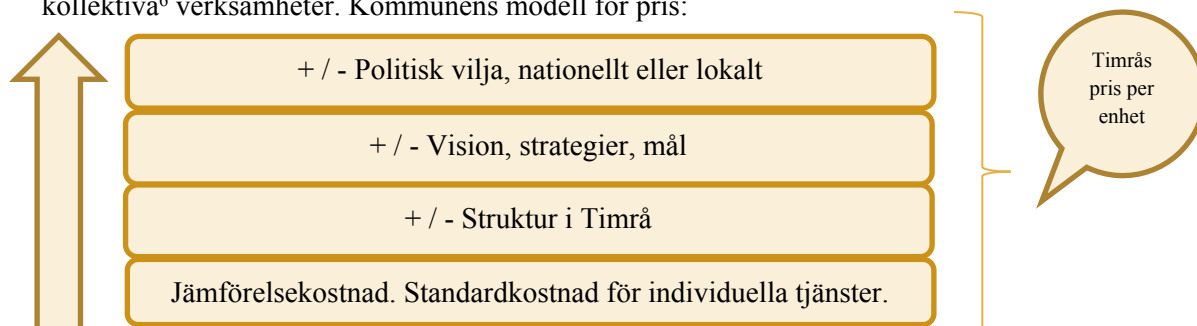 kollektiva⁶ verksamheter. Kommunens modell för pris:
+ / - Politisk vilja, nationellt eller lokalt
Timrås
pris per
enhet
+ / - Vision, strategier, mål
+ / - Struktur i Timrå
Jämförelsekostnad. Standardkostnad för individuella tjänster.